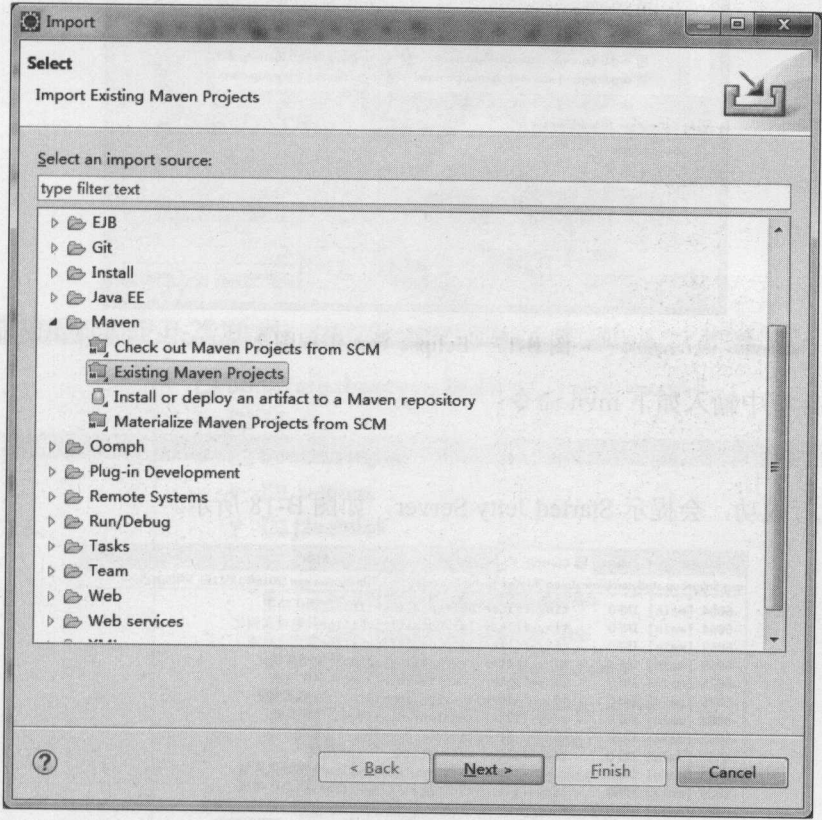 Import
Select
Import Existing Maven Projects
Select an import source:
type filter text
EJB
Git
Install
Java EE
Maven
Check out Maven Projects from SCM
Existing Maven Projects
Install or deploy an artifact to a Maven repository
Materialize Maven Projects from SCM
Oomph
Plug-in Development
Remote Systems
Run/Debug
Tasks
Team
Web
Web services
< Back
Next >
Finish
Cancel